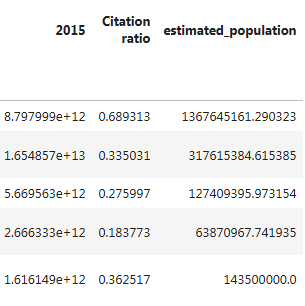 2015 Citation ratio estimated_population
8.797999e+12 0.689313 1367645161.290323
1.654857e+13 0.335031 317615384.615385
5.669563e+12 0.275997 127409395.973154
2.666333e+12 0.183773 63870967.741935
1.616149e+12 0.362517 143500000.0